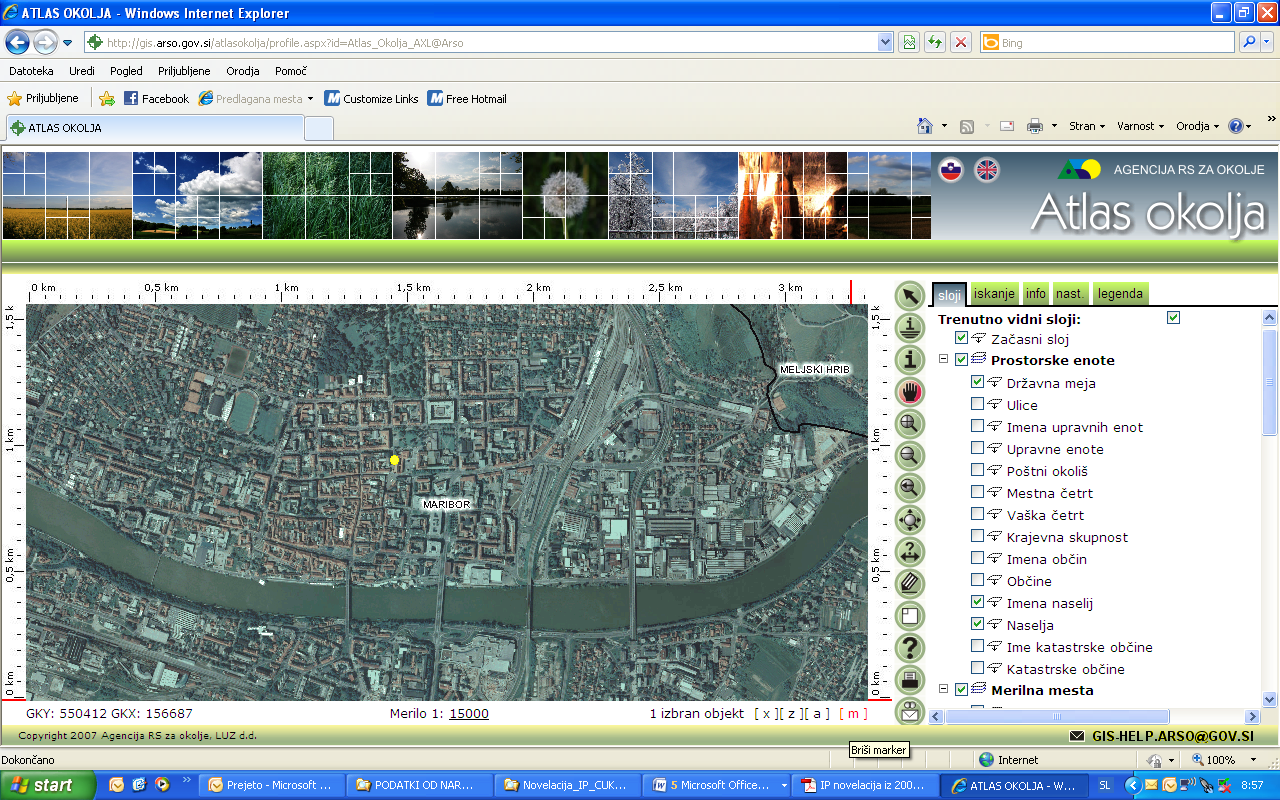 ATLAS OKOLJA - Windows Internet Explorer
http://gis.arso.gov.si/atlasokolja/profile.aspx?id=Atlas_Okolja_AXL@Arso
Bing
Datoteka Uredi Pogled Priljubljene Orodja Pomoč
Priljubljene Facebook Predlagana mesta Customize Links Free Hotmail
ATLAS OKOLJA
Stran Varnost Orodja
AGENCIJA RS ZA OKOLJE
Atlas okolja
0 km 0,5 km 1 km 1,5 km 2 km 2,5 km 3 km
sloji iskanje info nast. legenda
1,5 k
1 km
0,5 km
0 km
MELJSKI HRIB
MARIBOR
1,5 k
1 km
0,5 km
0 km
Trenutno vidni sloji:
Začasni sloj
Prostorske enote
Državna meja
Ulice
Imena upravnih enot
Upravne enote
Poštni okoliš
Mestna četrt
Vaška četrt
Krajevna skupnost
Imena občin
Občine
Imena naselij
Naselja
Ime katastrske občine
Katastrske občine
Merilna mesta
GKY: 550412 GKX: 156687 Merilo 1: 15000 1 izbran objekt [ x ][ z ][ a ] [ m ]
Copyright 2007 Agencija RS za okolje, LUZ d.d. GIS-HELP.ARSO@GOV.SI
Briši marker
Dokončano Internet 100%
start Prejeto - Microsoft ... PODATKI OD NAR... Novelacija_IP_CUK... 5 Microsoft Office... IP novelacija iz 200... ATLAS OKOLJA - W... SL 8:57